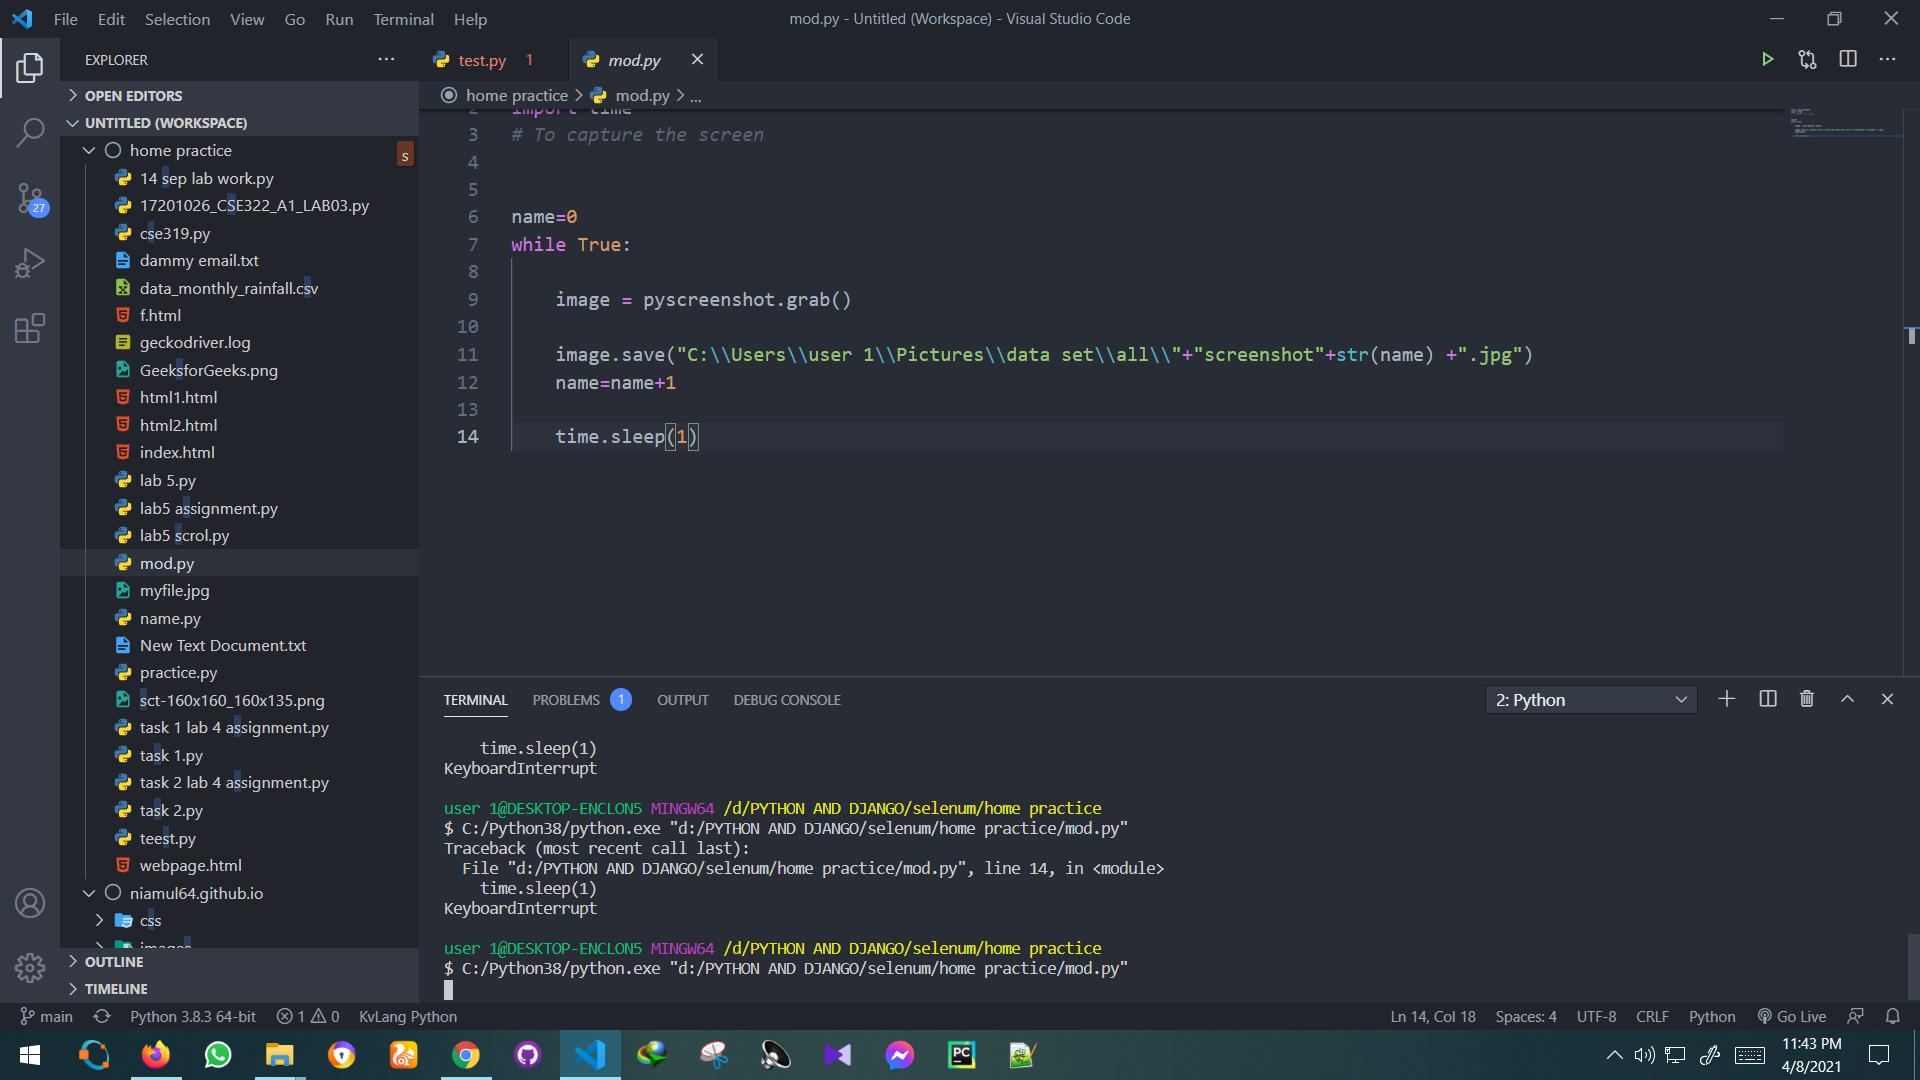 File Edit Selection View Go Run Terminal Help
mod.py - Untitled (Workspace) - Visual Studio Code
EXPLORER
test.py 1
mod.py
OPEN EDITORS
home practice > mod.py > ...
UNTITLED (WORKSPACE)
home practice
S
14 sep lab work.py
17201026_CSE322_A1_LAB03.py
cse319.py
dammy email.txt
data_monthly_rainfall.csv
f.html
geckodriver.log
GeeksforGeeks.png
html1.html
html2.html
index.html
lab 5.py
lab5 assignment.py
lab5 scrol.py
mod.py
myfile.jpg
name.py
New Text Document.txt
practice.py
sct-160x160_160x135.png
task 1 lab 4 assignment.py
task 1.py
task 2 lab 4 assignment.py
task 2.py
teest.py
webpage.html
niamul64.github.io
css
images
OUTLINE
TIMELINE
27
2 import time
3 # To capture the screen
4
5
6 name=0
7 while True:
8
9 image = pyscreenshot.grab()
10
11 image.save("C:\\Users\\user 1\\Pictures\\data set\\all\\"+"screenshot"+str(name) +".jpg")
12 name=name+1
13
14 time.sleep(1)
TERMINAL PROBLEMS 1 OUTPUT DEBUG CONSOLE
2: Python
time.sleep(1)
KeyboardInterrupt
user 1@DESKTOP-ENCLON5 MINGW64 /d/PYTHON AND DJANGO/selenum/home practice
$ C:/Python38/python.exe "d:/PYTHON AND DJANGO/selenum/home practice/mod.py"
Traceback (most recent call last):
File "d:/PYTHON AND DJANGO/selenum/home practice/mod.py", line 14, in <module>
time.sleep(1)
KeyboardInterrupt
user 1@DESKTOP-ENCLON5 MINGW64 /d/PYTHON AND DJANGO/selenum/home practice
$ C:/Python38/python.exe "d:/PYTHON AND DJANGO/selenum/home practice/mod.py"
main Python 3.8.3 64-bit 1 0 KvLang Python
Ln 14, Col 18 Spaces: 4 UTF-8 CRLF Python Go Live
PC
11:43 PM
4/8/2021